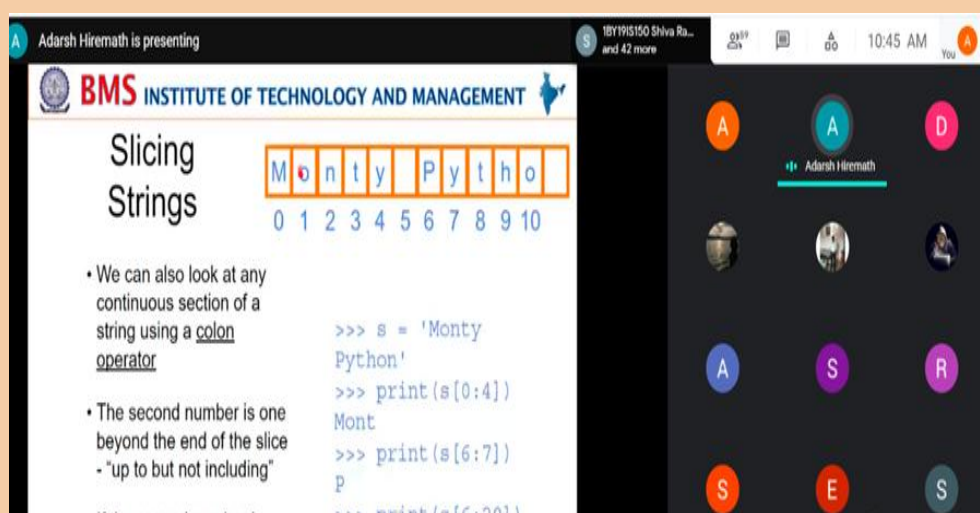 A Adarsh Hiremath is presenting
S 1BY19IS150 Shiva Ra...
and 42 more
10:45 AM
You A
BMS INSTITUTE OF TECHNOLOGY AND MANAGEMENT
Slicing
Strings
M o n t y P y t h o
0 1 2 3 4 5 6 7 8 9 10
• We can also look at any
continuous section of a
string using a colon
operator
• The second number is one
beyond the end of the slice
- "up to but not including"
>>> s = 'Monty
Python'
>>> print(s[0:4])
Mont
>>> print(s[6:7])
P
>>> print(s[6:20])
A A D
Adarsh Hiremath
A S R
S E S